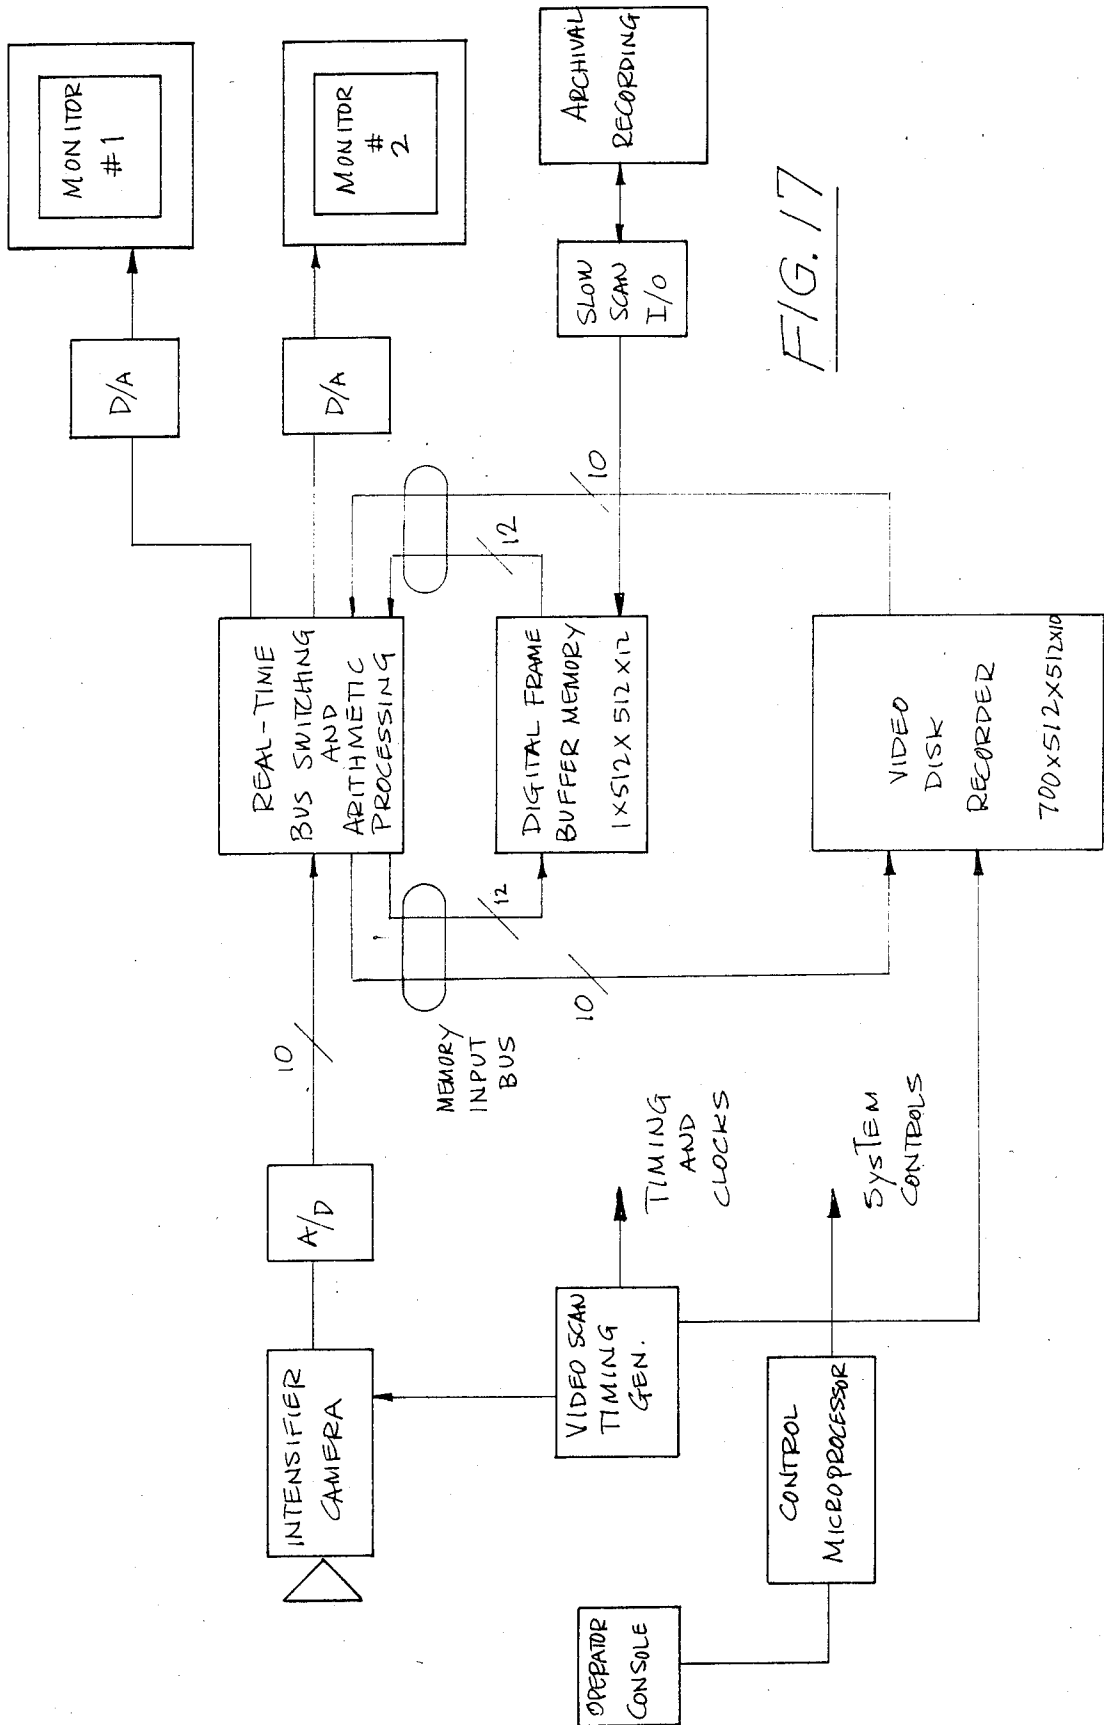 INTENSIFIER
CAMERA
A/D
10
REAL-TIME
BUS SWITCHING
AND
ARITHMETIC
PROCESSING
D/A
MONITOR
#1
D/A
MONITOR
#
2
MEMORY
INPUT
BUS
12
10
DIGITAL FRAME
BUFFER MEMORY
1X512X512X12
12
10
SLOW
SCAN
I/O
ARCHIVAL
RECORDING
VIDEO SCAN
TIMING
GEN.
TIMING
AND
CLOCKS
OPERATOR
CONSOLE
CONTROL
MICROPROCESSOR
SYSTEM
CONTROLS
VIDEO
DISK
RECORDER
700X512X512X10
FIG. 17